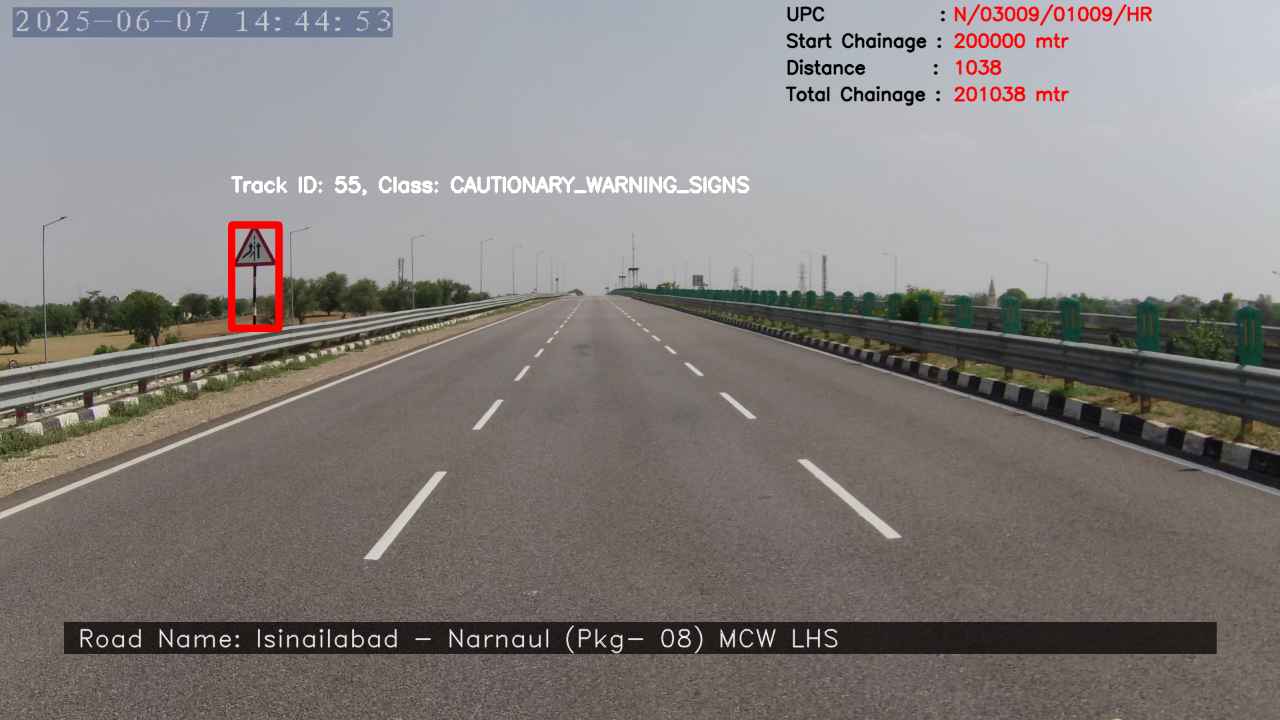 2025-06-07 14:44:53
UPC : N/03009/01009/HR
Start Chainage : 200000 mtr
Distance : 1038
Total Chainage : 201038 mtr
Track ID: 55, Class: CAUTIONARY_WARNING_SIGNS
Road Name: Isinailabad - Narnaul (Pkg- 08) MCW LHS